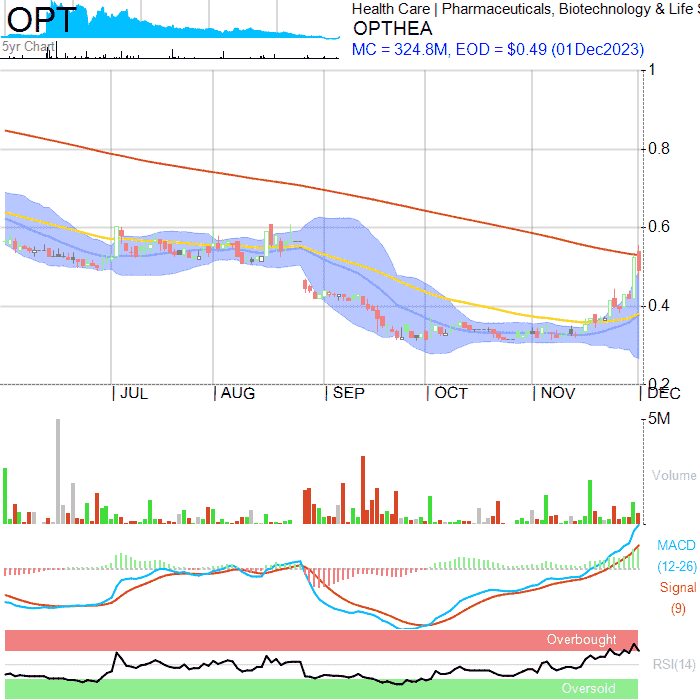 Health Care | Pharmaceuticals, Biotechnology & Life S
OPT
OPTHEA
5yr Chart
MC = 324.8M, EOD = $0.49 (01Dec2023)
1
0.8
0.6
0.4
0.2
| JUL | AUG | SEP | OCT | NOV | DEC
5M
Volume
MACD
(12-26)
Signal
(9)
Overbought
RSI(14)
Oversold